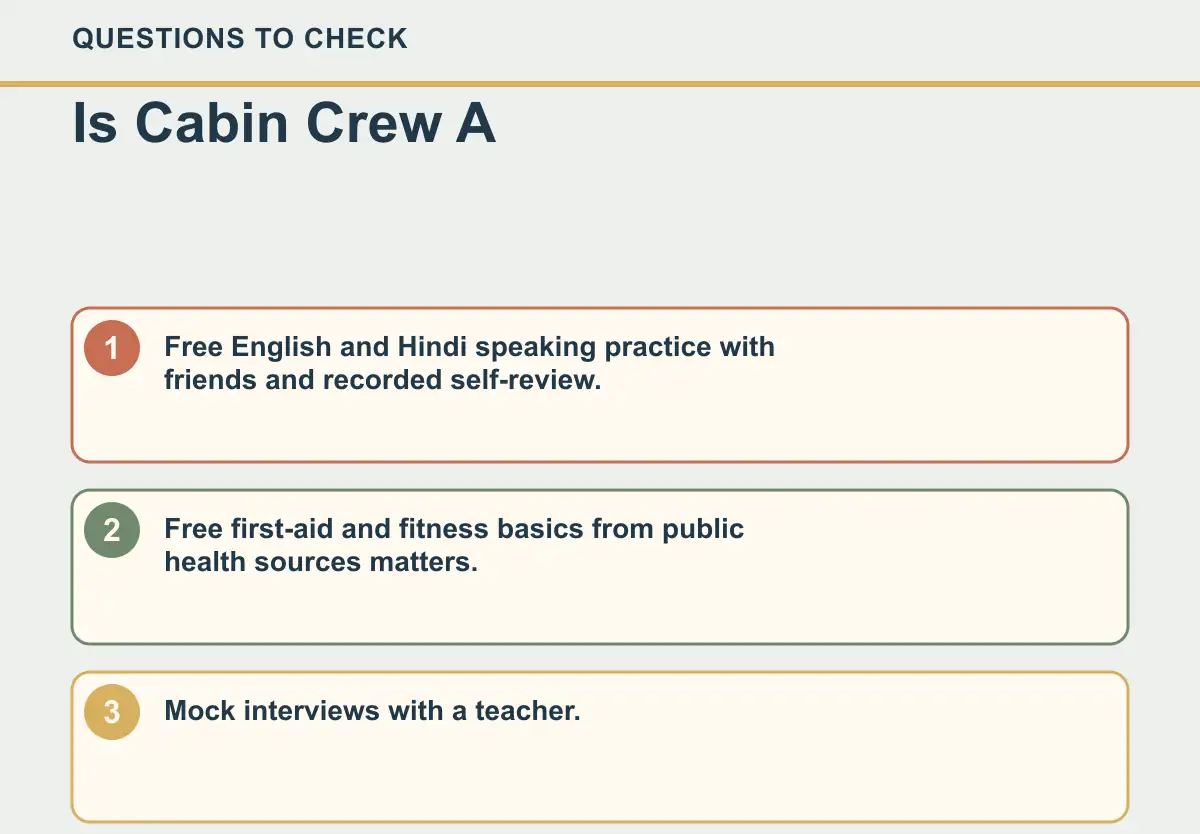 QUESTIONS TO CHECK
Is Cabin Crew A
1
Free English and Hindi speaking practice with
friends and recorded self-review.
2
Free first-aid and fitness basics from public
health sources matters.
3
Mock interviews with a teacher.